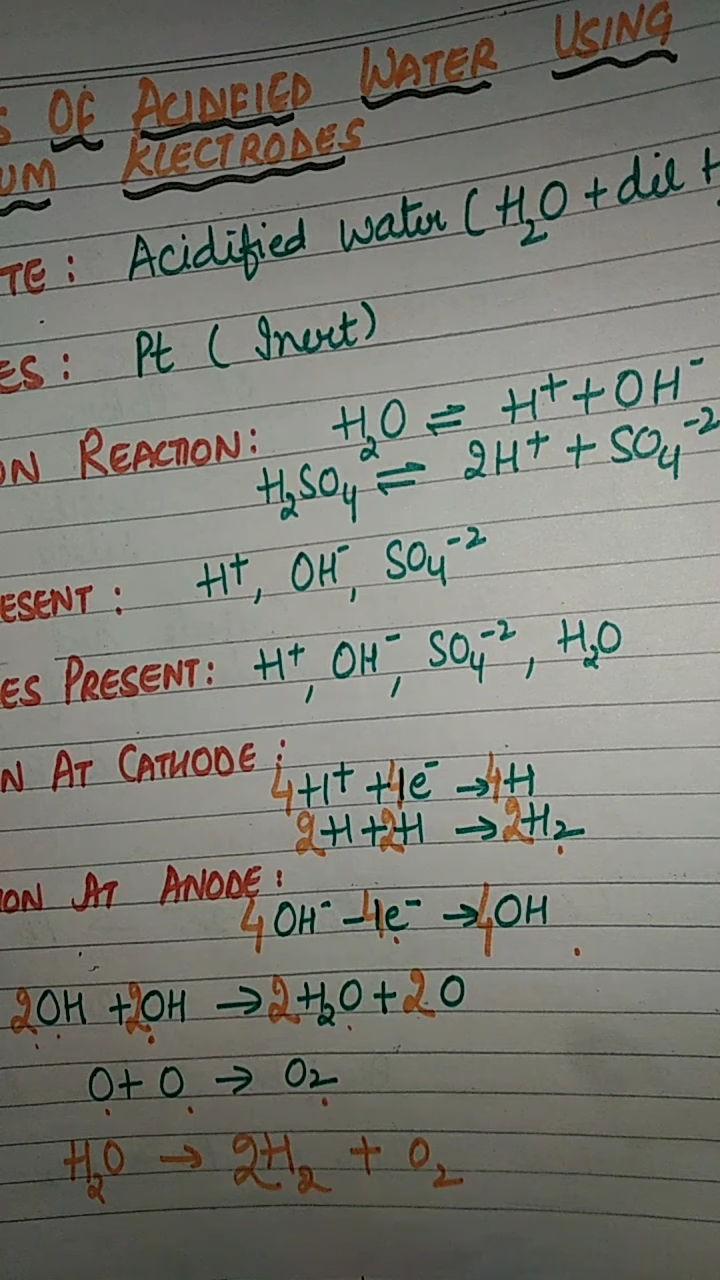 S OF ACIDIFIED WATER USING
UM ELECTRODES
TE : Acidified water (H₂O + dil H
ES : Pt ( Inert)
ON REACTION: H₂O ⇌ H⁺ + OH⁻
H₂SO₄ ⇌ 2H⁺ + SO₄⁻²
ESENT : H⁺, OH⁻, SO₄⁻²
ES PRESENT: H⁺, OH⁻, SO₄⁻², H₂O
N AT CATHODE :
4H⁺ + 4e⁻ → 4H
2H + 2H → 2H₂
ION AT ANODE :
4OH⁻ - 4e⁻ → 4OH
2OH + 2OH → 2H₂O + 2O
O + O → O₂
H₂O → 2H₂ + O₂